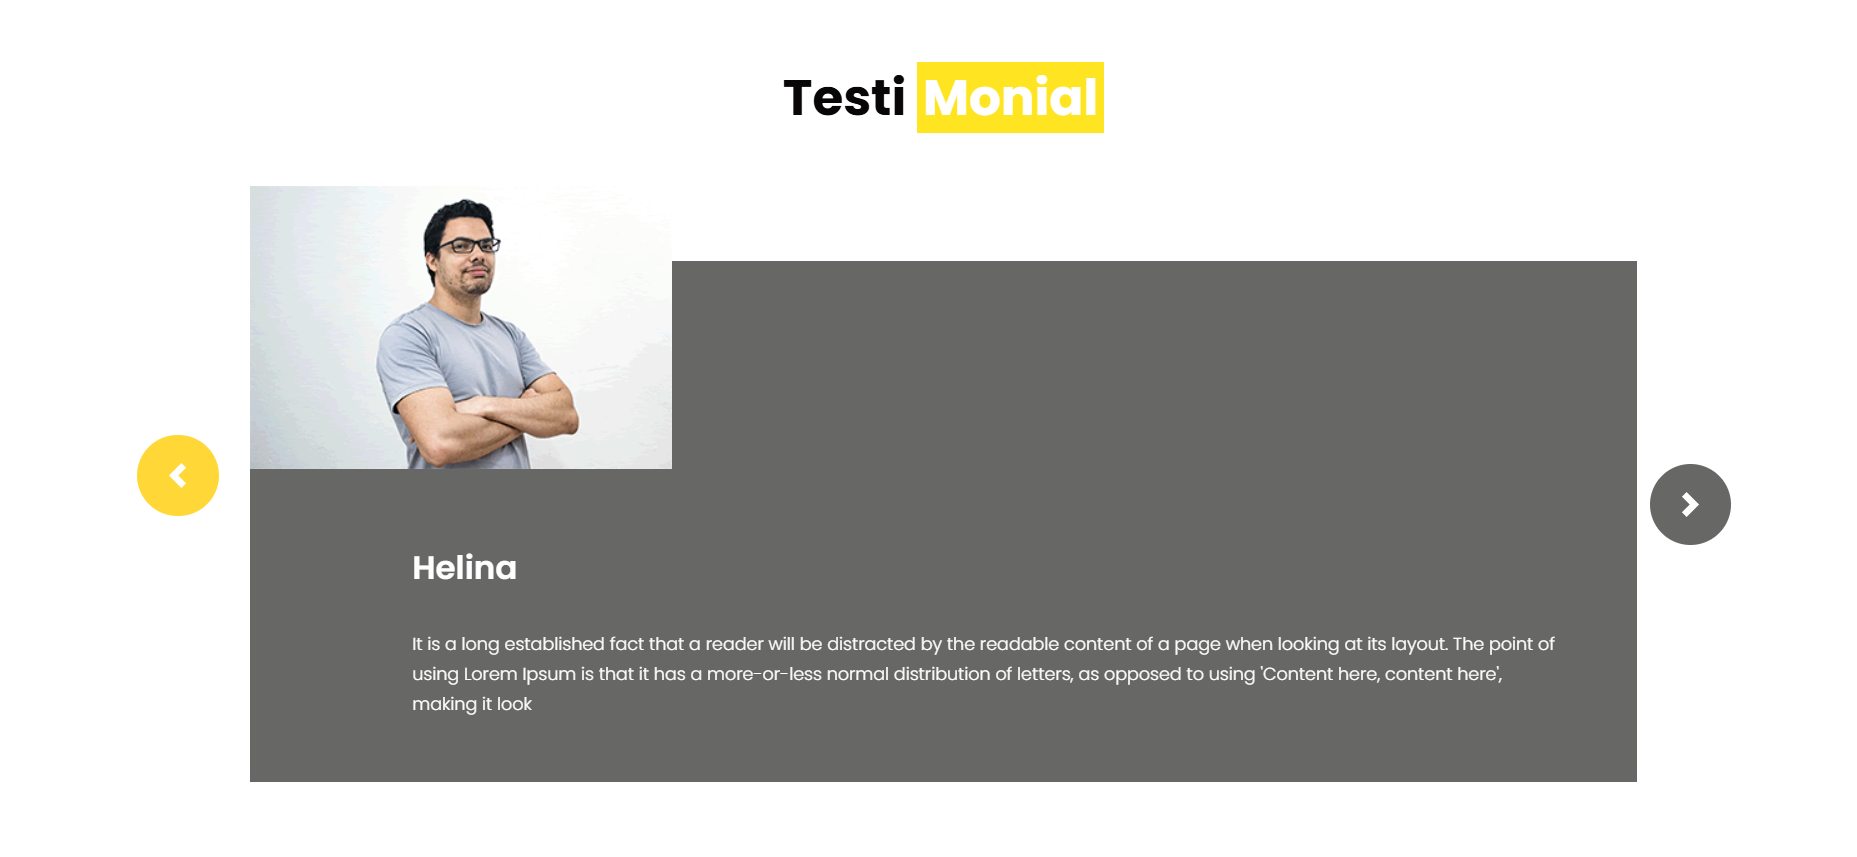 Testi Monial
Helina
It is a long established fact that a reader will be distracted by the readable content of a page when looking at its layout. The point of
using Lorem Ipsum is that it has a more-or-less normal distribution of letters, as opposed to using 'Content here, content here',
making it look